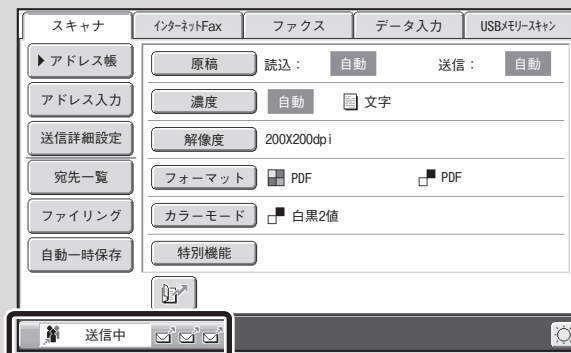 スキャナ
インターネットFax
ファクス
データ入力
USBメモリースキャン
アドレス帳
原稿 読込： 自動 送信： 自動
アドレス入力
濃度 自動 文字
送信詳細設定
解像度 200X200dpi
宛先一覧
フォーマット PDF PDF
ファイリング
カラーモード 白黒2値
自動一時保存
特別機能
送信中